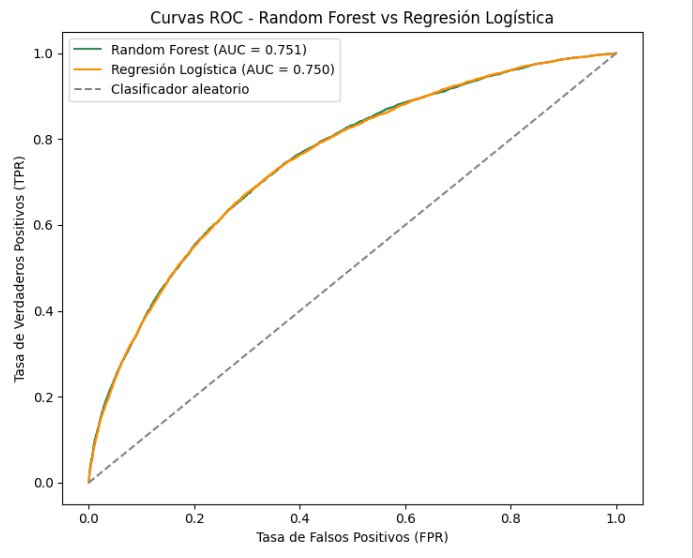 Curvas ROC - Random Forest vs Regresión Logística
Random Forest (AUC = 0.751)
Regresión Logística (AUC = 0.750)
Clasificador aleatorio
Tasa de Verdaderos Positivos (TPR)
1.0
0.8
0.6
0.4
0.2
0.0
0.0 0.2 0.4 0.6 0.8 1.0
Tasa de Falsos Positivos (FPR)